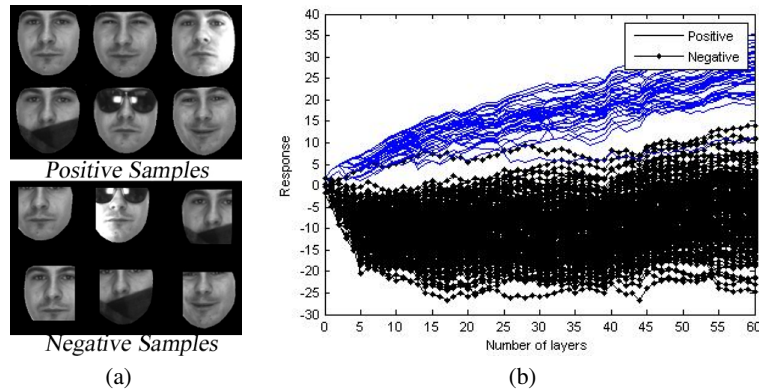 Positive Samples
Negative Samples
(a)
40
35
30
25
20
15
10
5
0
-5
-10
-15
-20
-25
-30
Response
0 5 10 15 20 25 30 35 40 45 50 55 60
Number of layers
Positive
Negative
(b)